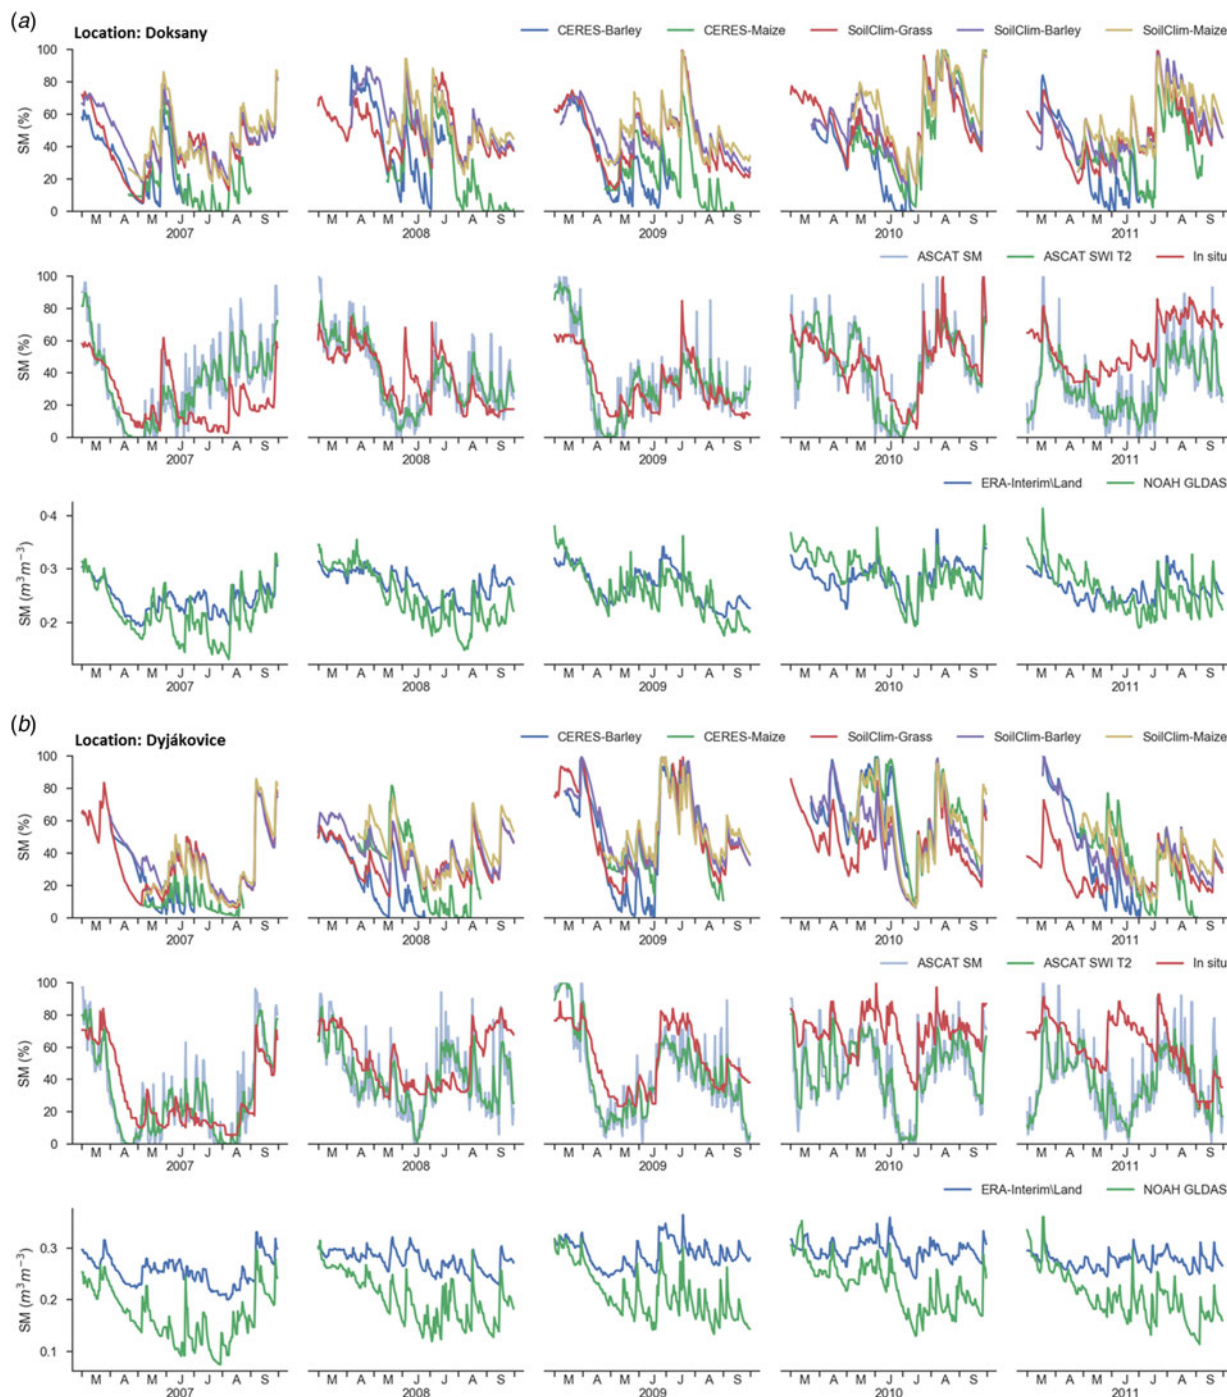 (a)
Location: Doksany
CERES-Barley CERES-Maize SoilClim-Grass SoilClim-Barley SoilClim-Maize
SM (%)
100
80
60
40
20
0
M A M J J A S M A M J J A S M A M J J A S M A M J J A S M A M J J A S
2007 2008 2009 2010 2011
ASCAT SM ASCAT SWI T2 In situ
SM (%)
100
80
60
40
20
0
M A M J J A S M A M J J A S M A M J J A S M A M J J A S M A M J J A S
2007 2008 2009 2010 2011
ERA-Interim\Land NOAH GLDAS
SM (m³m⁻³)
0·4
0·3
0·2
M A M J J A S M A M J J A S M A M J J A S M A M J J A S M A M J J A S
2007 2008 2009 2010 2011
(b)
Location: Dyjákovice
CERES-Barley CERES-Maize SoilClim-Grass SoilClim-Barley SoilClim-Maize
SM (%)
100
80
60
40
20
0
M A M J J A S M A M J J A S M A M J J A S M A M J J A S M A M J J A S
2007 2008 2009 2010 2011
ASCAT SM ASCAT SWI T2 In situ
SM (%)
100
80
60
40
20
0
M A M J J A S M A M J J A S M A M J J A S M A M J J A S M A M J J A S
2007 2008 2009 2010 2011
ERA-Interim\Land NOAH GLDAS
SM (m³m⁻³)
0.3
0.2
0.1
M A M J J A S M A M J J A S M A M J J A S M A M J J A S M A M J J A S
2007 2008 2009 2010 2011